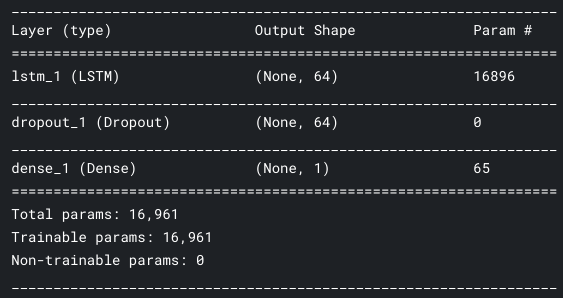 _________________________________________________________________
Layer (type)                 Output Shape              Param #
=================================================================
lstm_1 (LSTM)                (None, 64)                16896
_________________________________________________________________
dropout_1 (Dropout)          (None, 64)                0
_________________________________________________________________
dense_1 (Dense)              (None, 1)                 65
=================================================================
Total params: 16,961
Trainable params: 16,961
Non-trainable params: 0
_________________________________________________________________